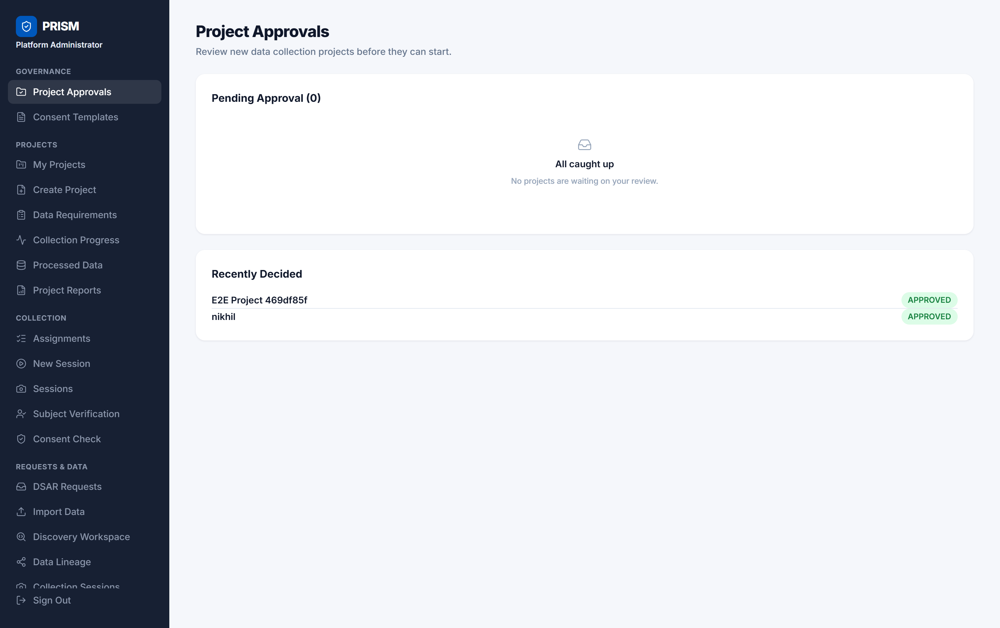 PRISM
Platform Administrator
GOVERNANCE
Project Approvals
Consent Templates
PROJECTS
My Projects
Create Project
Data Requirements
Collection Progress
Processed Data
Project Reports
COLLECTION
Assignments
New Session
Sessions
Subject Verification
Consent Check
REQUESTS & DATA
DSAR Requests
Import Data
Discovery Workspace
Data Lineage
Collection Sessions
Sign Out
Project Approvals
Review new data collection projects before they can start.
Pending Approval (0)
All caught up
No projects are waiting on your review.
Recently Decided
E2E Project 469df85f APPROVED
nikhil APPROVED